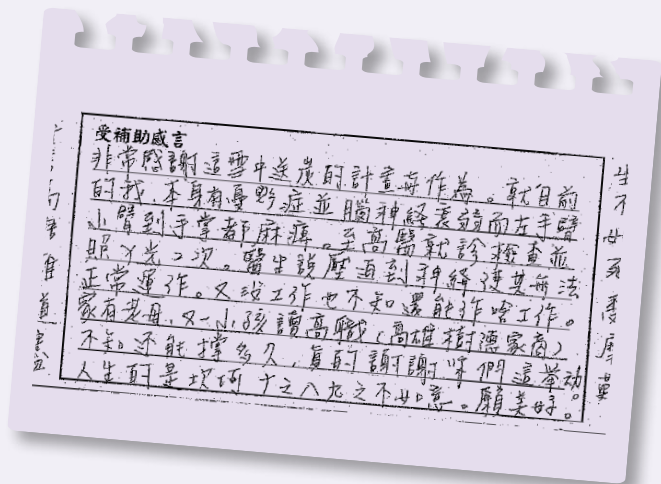 受補助感言
非常感謝這雪中送炭的計畫與作為。就目前
的我,本身有憂鬱症並腦神經衰弱而左手臂
小臂到手掌都麻痺。至高醫就診檢查並
照X光2次。醫生說壓迫到神經使其無法
正常運作。又沒工作也不知還能作啥工作。
家有老母,又一小孩讀高職(高雄樹德家商)
不知还能撐多久,真的謝謝咪們這举动。
人生的是坎坷十之八九之不如意。願美好。